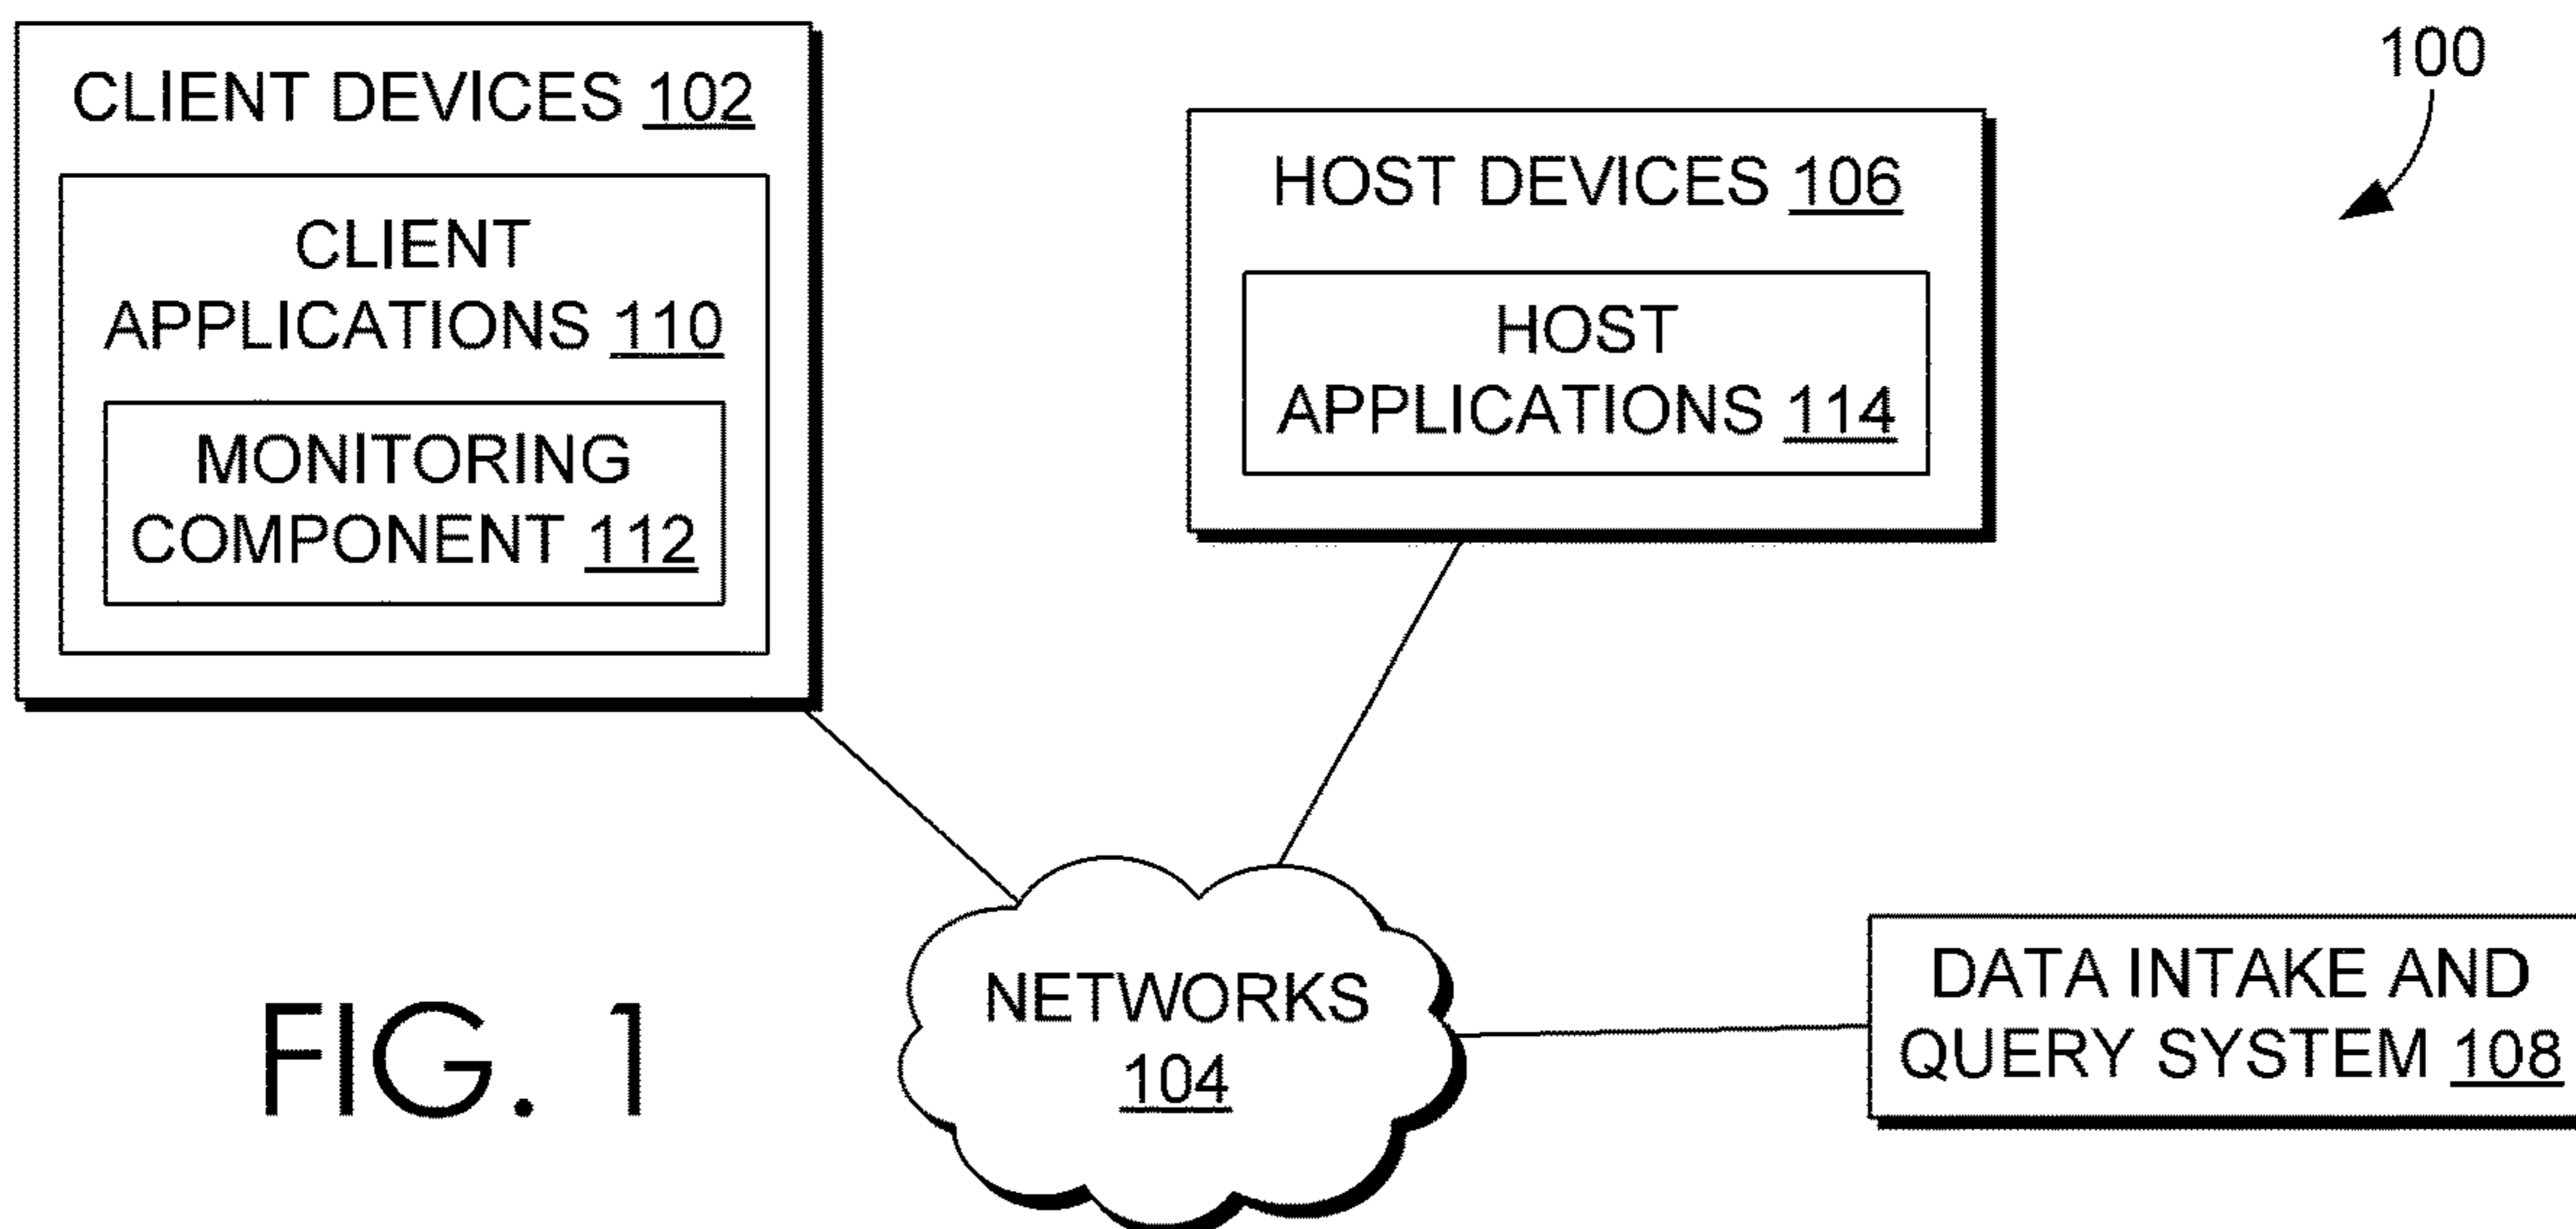 100
CLIENT DEVICES 102
CLIENT
APPLICATIONS 110
MONITORING
COMPONENT 112
HOST DEVICES 106
HOST
APPLICATIONS 114
NETWORKS
104
DATA INTAKE AND
QUERY SYSTEM 108
FIG. 1